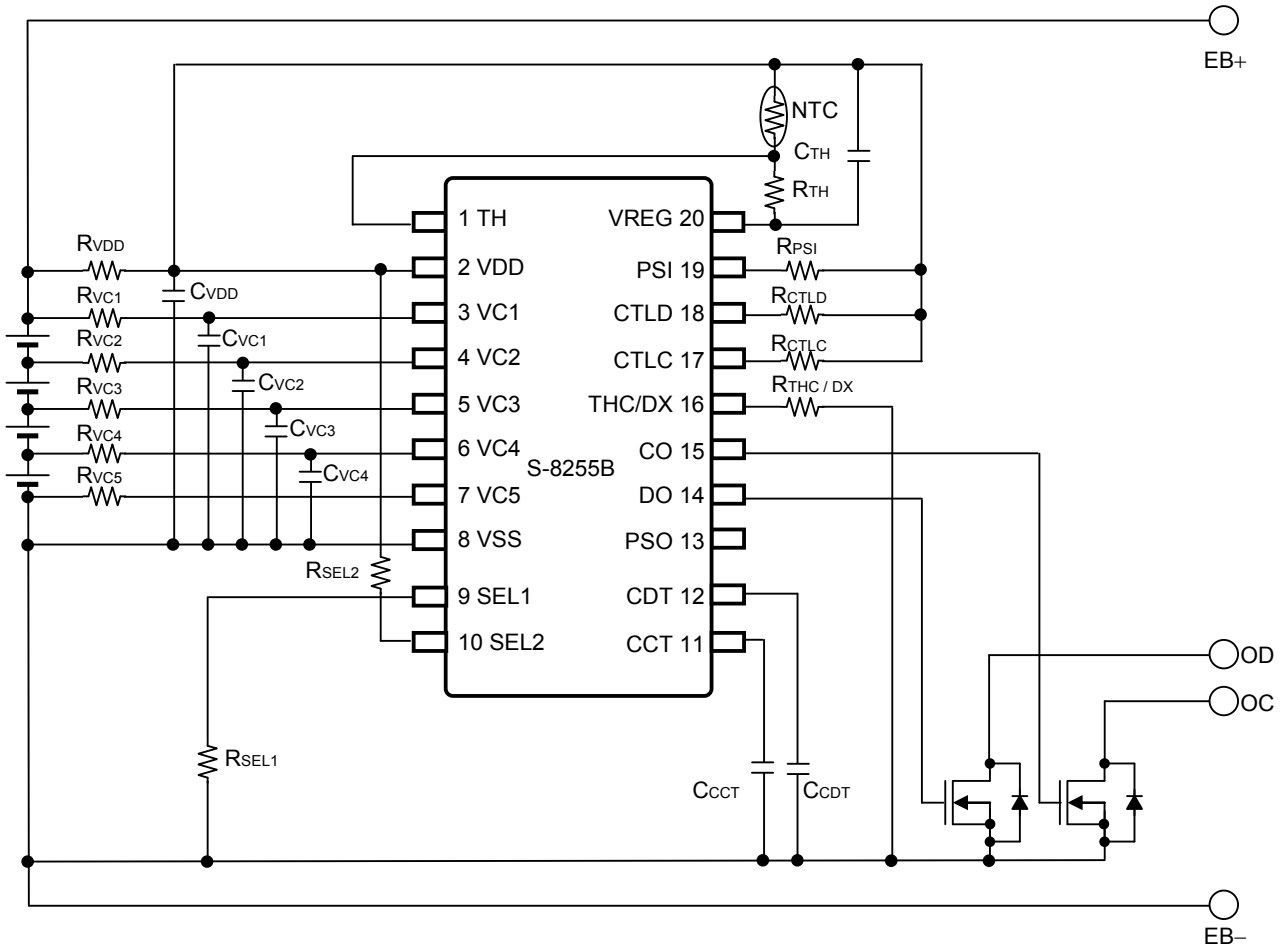 EB+
NTC
CTH
RTH
1 TH
VREG 20
RVDD
RPSI
2 VDD
PSI 19
CVDD
RVC1
RCTLD
3 VC1
CTLD 18
CVC1
RVC2
RCTLC
4 VC2
CTLC 17
CVC2
RVC3
RTHC / DX
5 VC3
THC/DX 16
CVC3
RVC4
6 VC4
CO 15
S-8255B
CVC4
RVC5
7 VC5
DO 14
8 VSS
PSO 13
RSEL2
9 SEL1
CDT 12
10 SEL2
CCT 11
OD
OC
RSEL1
CCCT
CCDT
EB−